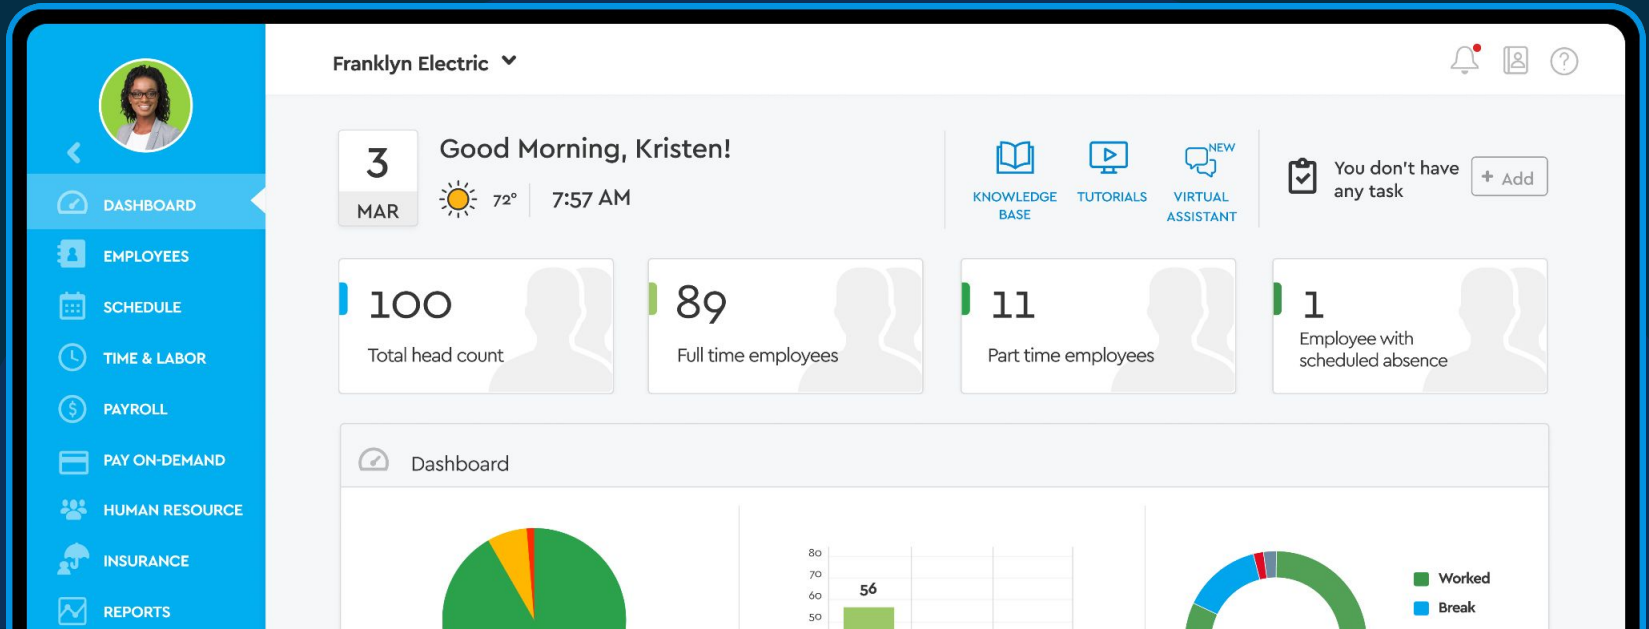 Franklyn Electric
3
MAR
Good Morning, Kristen!
72°
7:57 AM
KNOWLEDGE
BASE
TUTORIALS
NEW
VIRTUAL
ASSISTANT
You don't have
any task
+ Add
DASHBOARD
EMPLOYEES
SCHEDULE
TIME & LABOR
PAYROLL
PAY ON-DEMAND
HUMAN RESOURCE
INSURANCE
REPORTS
100
Total head count
89
Full time employees
11
Part time employees
1
Employee with
scheduled absence
Dashboard
80
70
60
50
56
Worked
Break